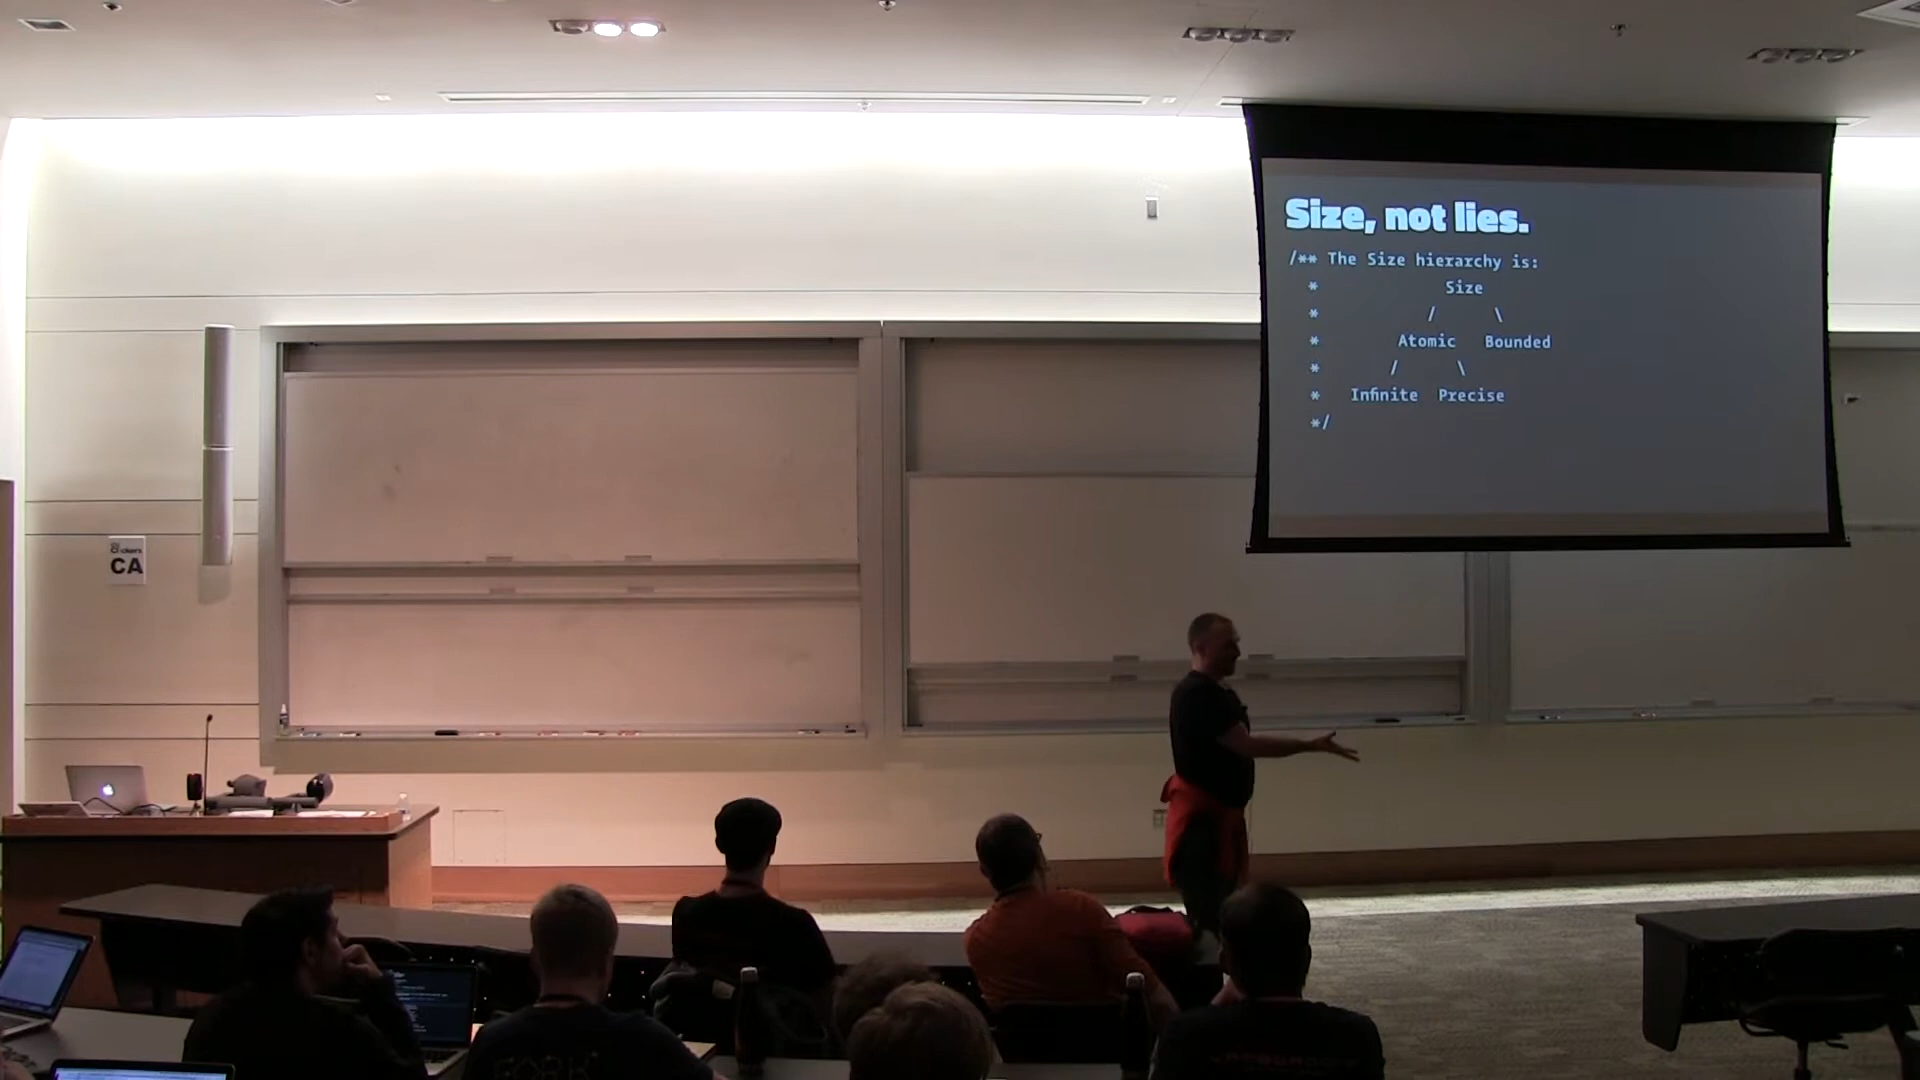 Size, not lies.
/** The Size hierarchy is:
* Size
* / \
* Atomic Bounded
* / \
* Infinite Precise
*/
CA